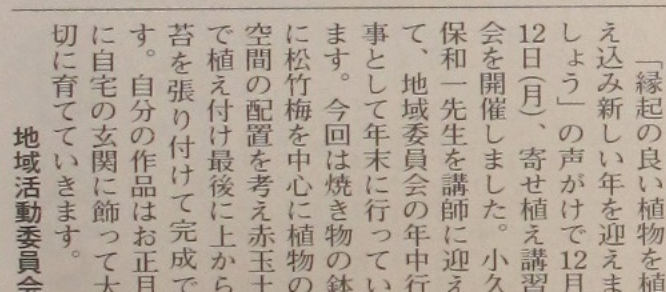 「縁起の良い植物を植
え込み新しい年を迎えま
しょう」の声がけで12月
12日(月)、寄せ植え講習
会を開催しました。小久
保和一先生を講師に迎え
て、地域委員会の年中行
事として年末に行ってい
ます。今回は焼き物の鉢
に松竹梅を中心に植物の
空間の配置を考え赤玉土
で植え付け最後に上から
苔を張り付けて完成で
す。自分の作品はお正月
に自宅の玄関に飾って大
切に育てていきます。
地域活動委員会